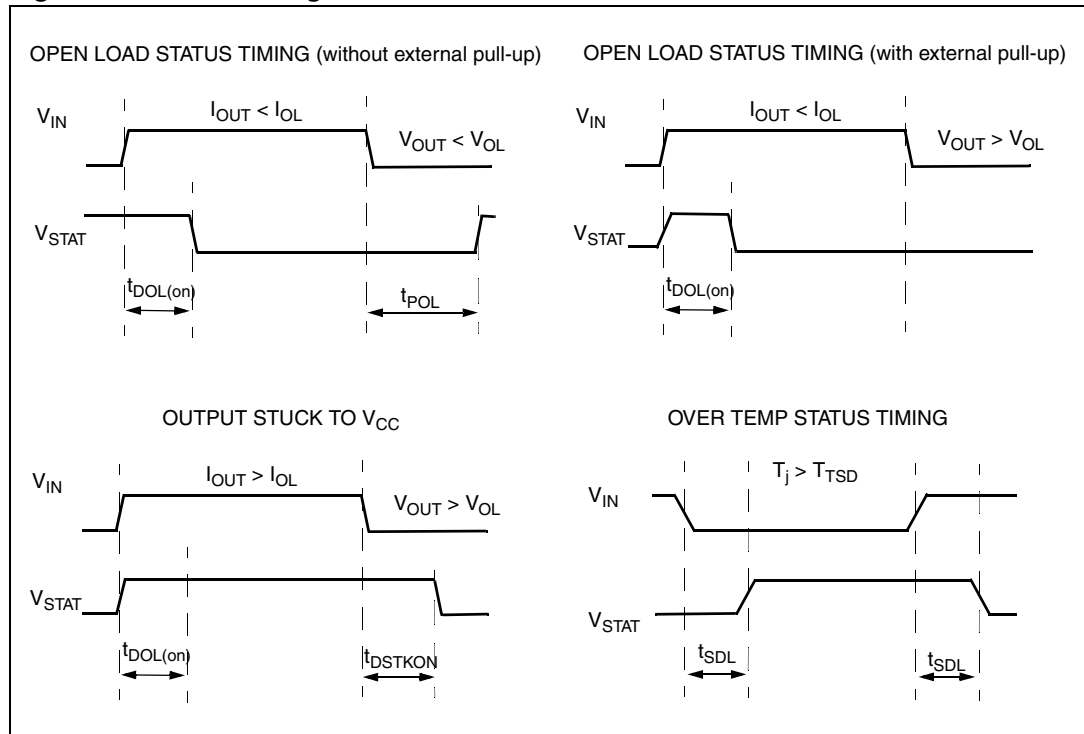 OPEN LOAD STATUS TIMING (without external pull-up)
V_IN
I_OUT < I_OL
V_OUT < V_OL
V_STAT
t_DOL(on)
t_POL
OPEN LOAD STATUS TIMING (with external pull-up)
V_IN
I_OUT < I_OL
V_OUT > V_OL
V_STAT
t_DOL(on)
OUTPUT STUCK TO V_CC
V_IN
I_OUT > I_OL
V_OUT > V_OL
V_STAT
t_DOL(on)
t_DSTKON
OVER TEMP STATUS TIMING
V_IN
T_j > T_TSD
V_STAT
t_SDL
t_SDL